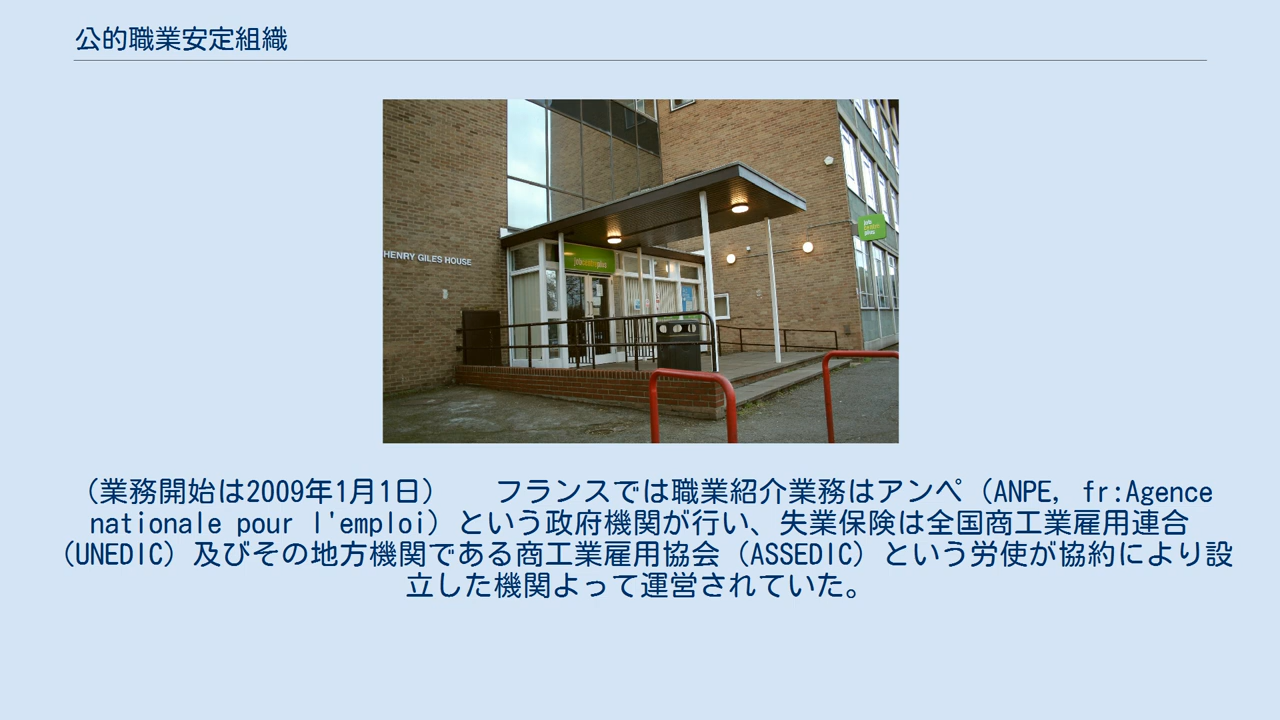 公的職業安定組織
HENRY GILES HOUSE
jobcentreplus
job
centre
plus
（業務開始は2009年1月1日）　　フランスでは職業紹介業務はアンペ（ANPE, fr:Agence
nationale pour l'emploi）という政府機関が行い、失業保険は全国商工業雇用連合
（UNEDIC）及びその地方機関である商工業雇用協会（ASSEDIC）という労使が協約により設
立した機関よって運営されていた。